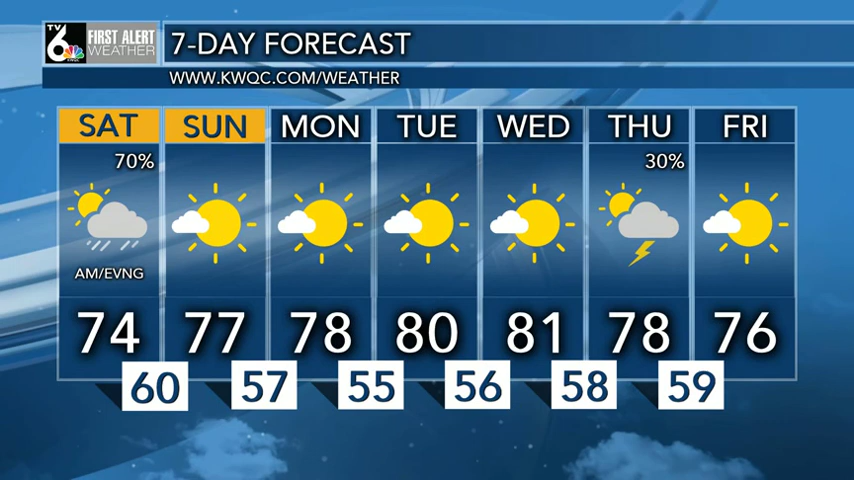 TV
6
KWQC
FIRST ALERT
WEATHER
7-DAY FORECAST
WWW.KWQC.COM/WEATHER
SAT SUN MON TUE WED THU FRI
70% 30%
AM/EVNG
74 77 78 80 81 78 76
60 57 55 56 58 59